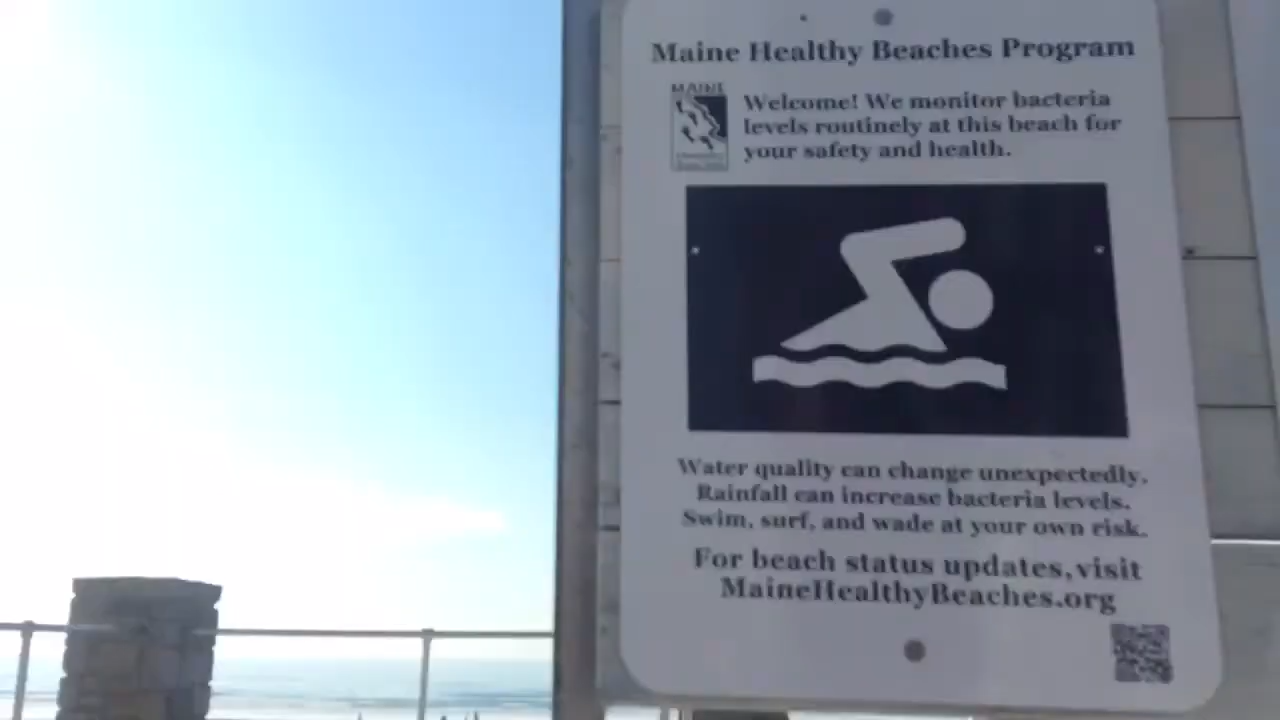 Maine Healthy Beaches Program
MAINE
Welcome! We monitor bacteria
levels routinely at this beach for
your safety and health.
Water quality can change unexpectedly.
Rainfall can increase bacteria levels.
Swim, surf, and wade at your own risk.
For beach status updates, visit
MaineHealthyBeaches.org